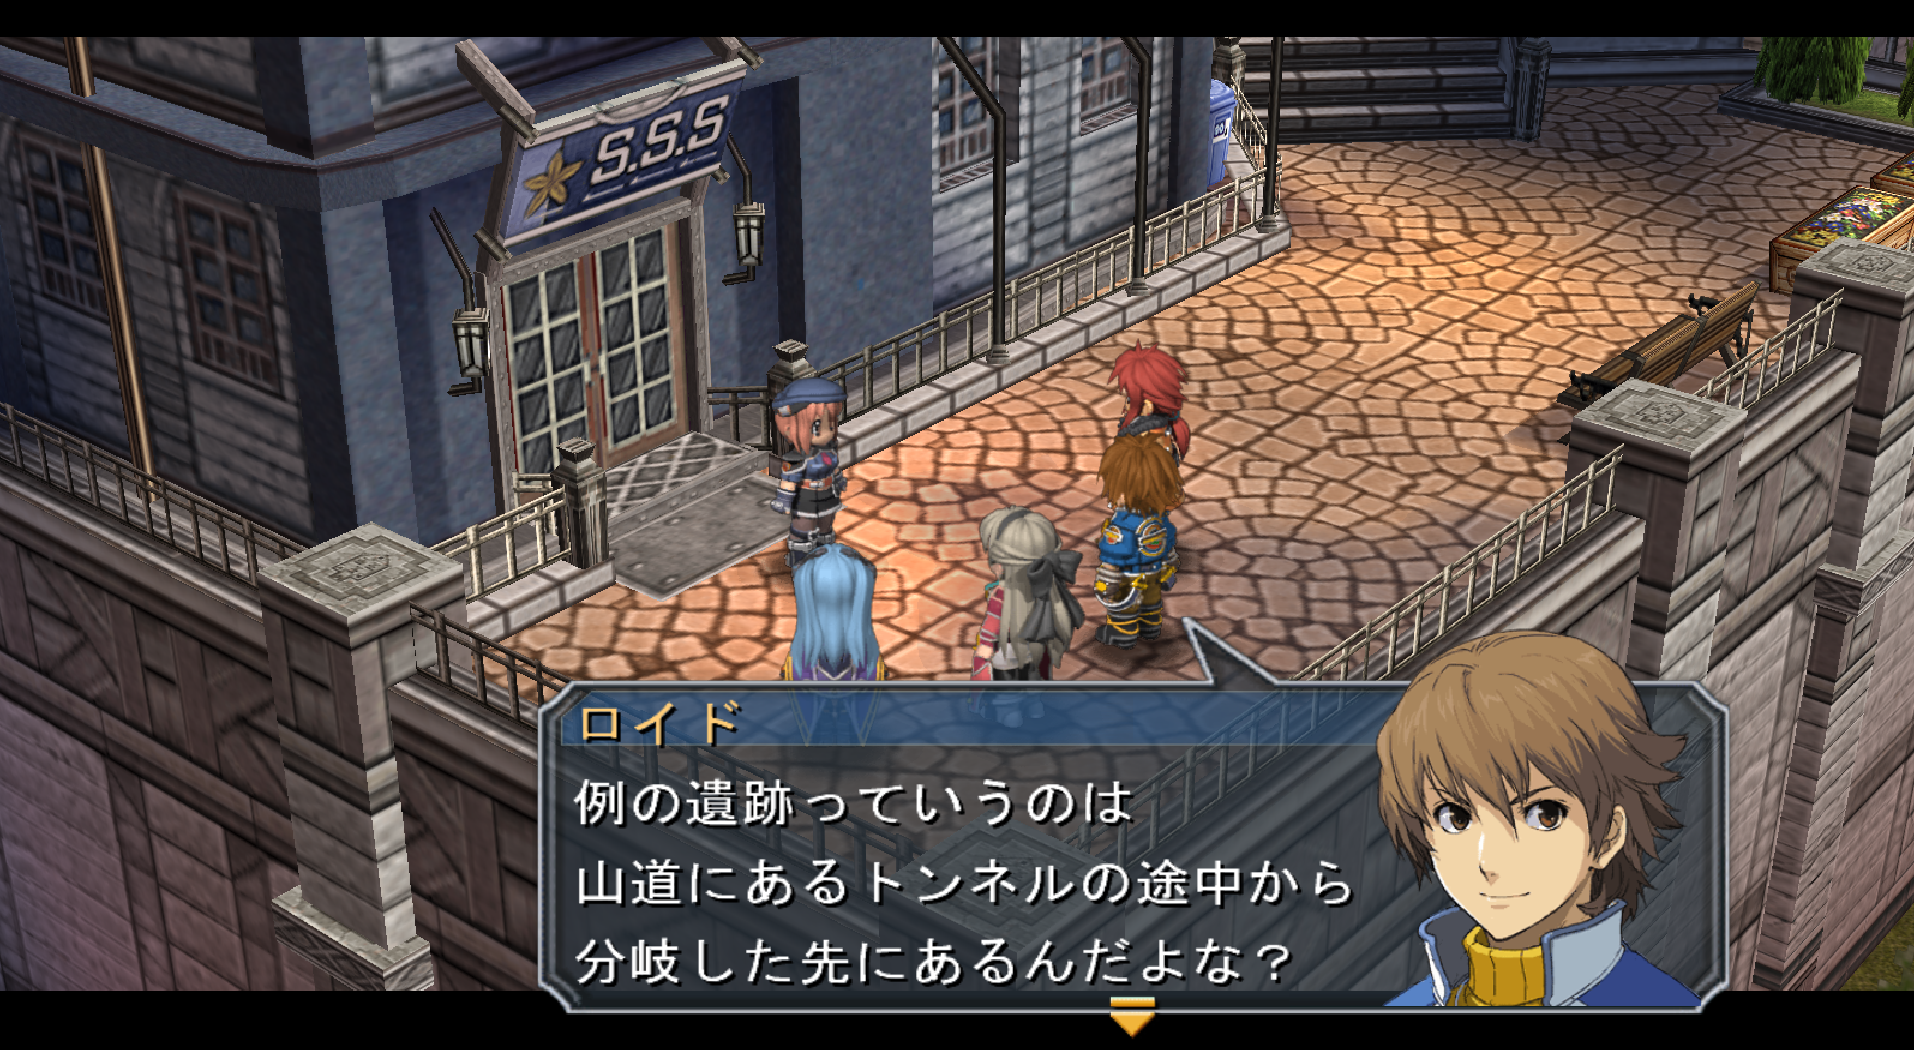 S.S.S
ロイド
例の遺跡っていうのは
山道にあるトンネルの途中から
分岐した先にあるんだよな？